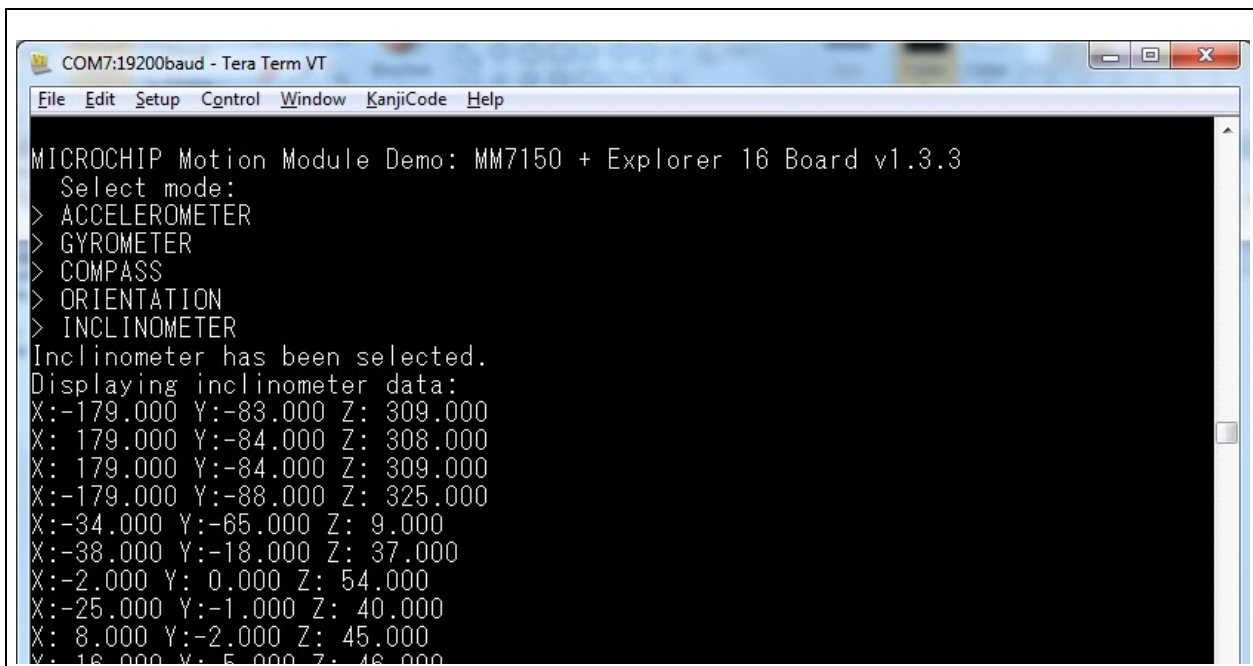 COM7:19200baud - Tera Term VT
File Edit Setup Control Window KanjiCode Help
MICROCHIP Motion Module Demo: MM7150 + Explorer 16 Board v1.3.3
Select mode:
> ACCELEROMETER
> GYROMETER
> COMPASS
> ORIENTATION
> INCLINOMETER
Inclinometer has been selected.
Displaying inclinometer data:
X:-179.000 Y:-83.000 Z: 309.000
X: 179.000 Y:-84.000 Z: 308.000
X: 179.000 Y:-84.000 Z: 309.000
X:-179.000 Y:-88.000 Z: 325.000
X:-34.000 Y:-65.000 Z: 9.000
X:-38.000 Y:-18.000 Z: 37.000
X:-2.000 Y: 0.000 Z: 54.000
X:-25.000 Y:-1.000 Z: 40.000
X: 8.000 Y:-2.000 Z: 45.000